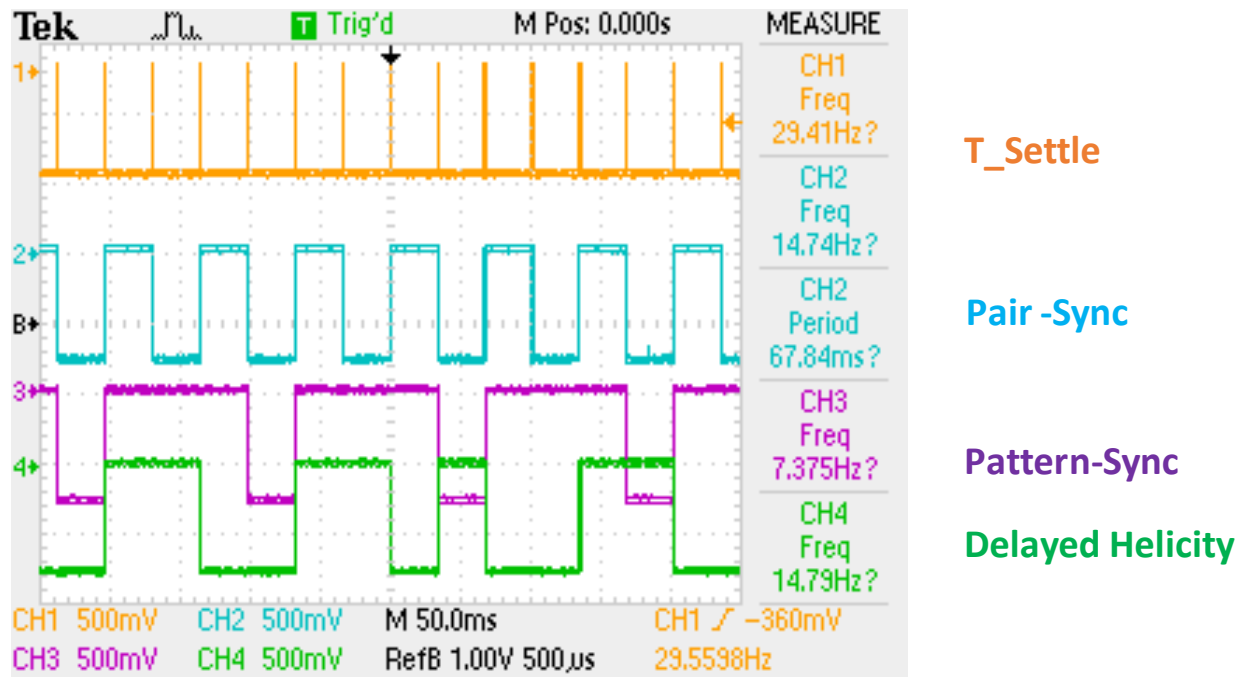 Tek T Trig'd M Pos: 0.000s MEASURE
1
CH1
Freq
29.41Hz?
T_Settle
CH2
Freq
14.74Hz?
2
CH2
Period
67.84ms?
Pair -Sync
B
3
CH3
Freq
7.375Hz?
Pattern-Sync
4
CH4
Freq
14.79Hz?
Delayed Helicity
CH1 500mV CH2 500mV M 50.0ms CH1 -360mV
CH3 500mV CH4 500mV RefB 1.00V 500µs 29.5598Hz